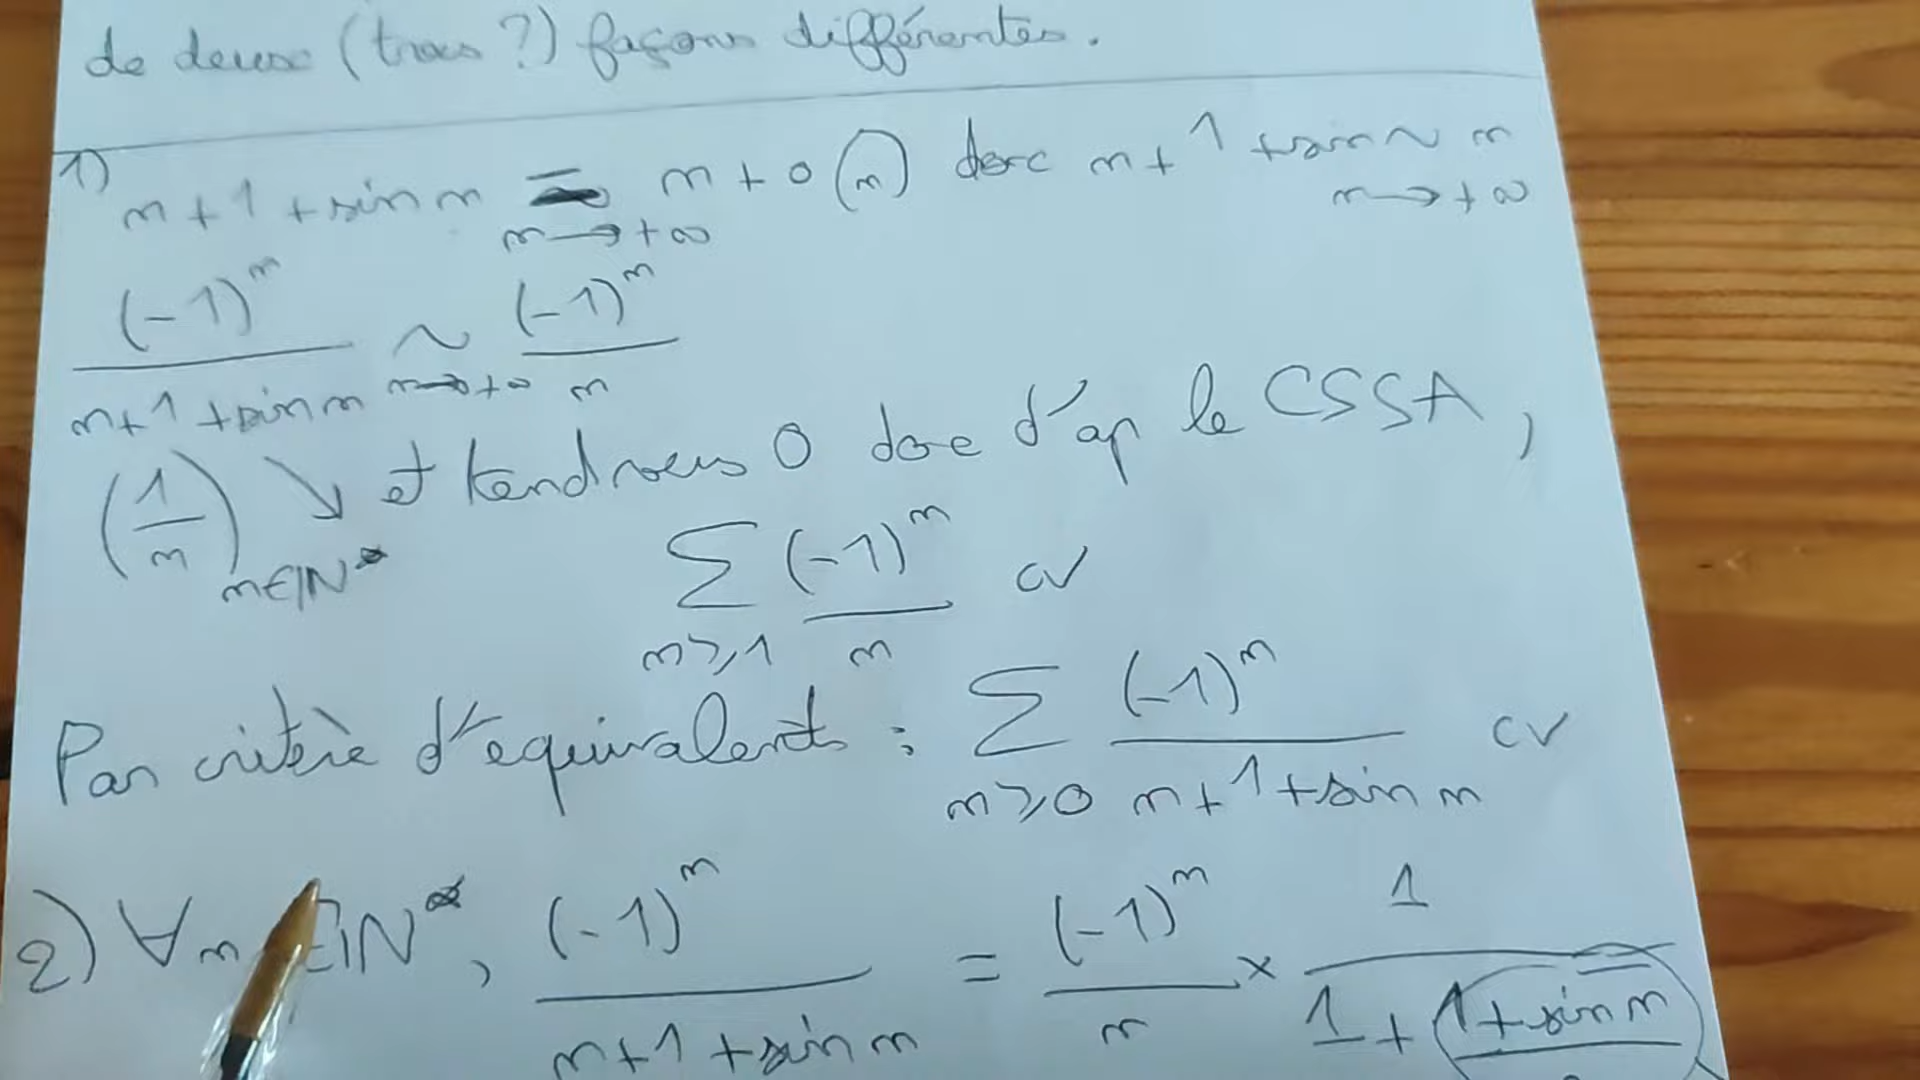 de deux (trois ?) façons différentes.
1) n+1+sin n = n + o(n) donc n+1+sin ~ n
n→+∞ n→+∞
(-1)^n / (n+1+sin n) ~ (-1)^n / n
n→+∞
(1/n) n∈ℕ* ↘ et tend vers 0 donc d'ap le CSSA,
∑ n≥1 (-1)^n / n cv
Par critère d'équivalents : ∑ n≥0 (-1)^n / (n+1+sin n) cv
2) ∀n∈ℕ*, (-1)^n / (n+1+sin n) = (-1)^n / n × 1 / (1 + (1+sin n